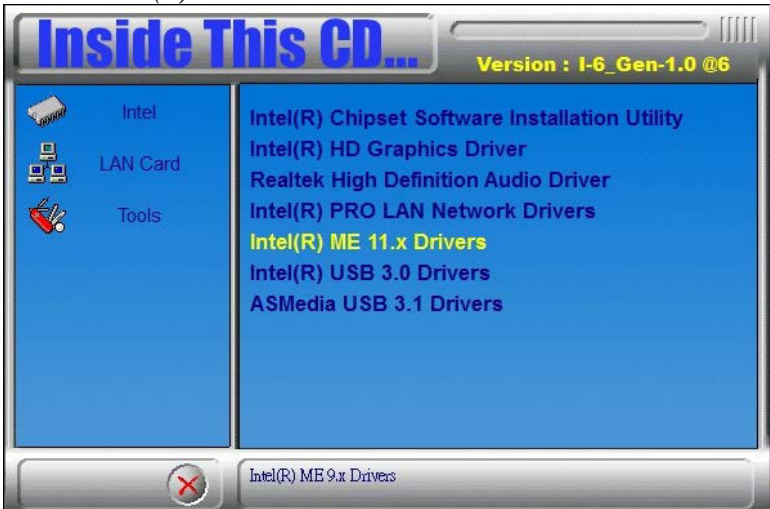 Inside This CD...
Version : I-6_Gen-1.0 @6
Intel
LAN Card
Tools
Intel(R) Chipset Software Installation Utility
Intel(R) HD Graphics Driver
Realtek High Definition Audio Driver
Intel(R) PRO LAN Network Drivers
Intel(R) ME 11.x Drivers
Intel(R) USB 3.0 Drivers
ASMedia USB 3.1 Drivers
Intel(R) ME 9.x Drivers